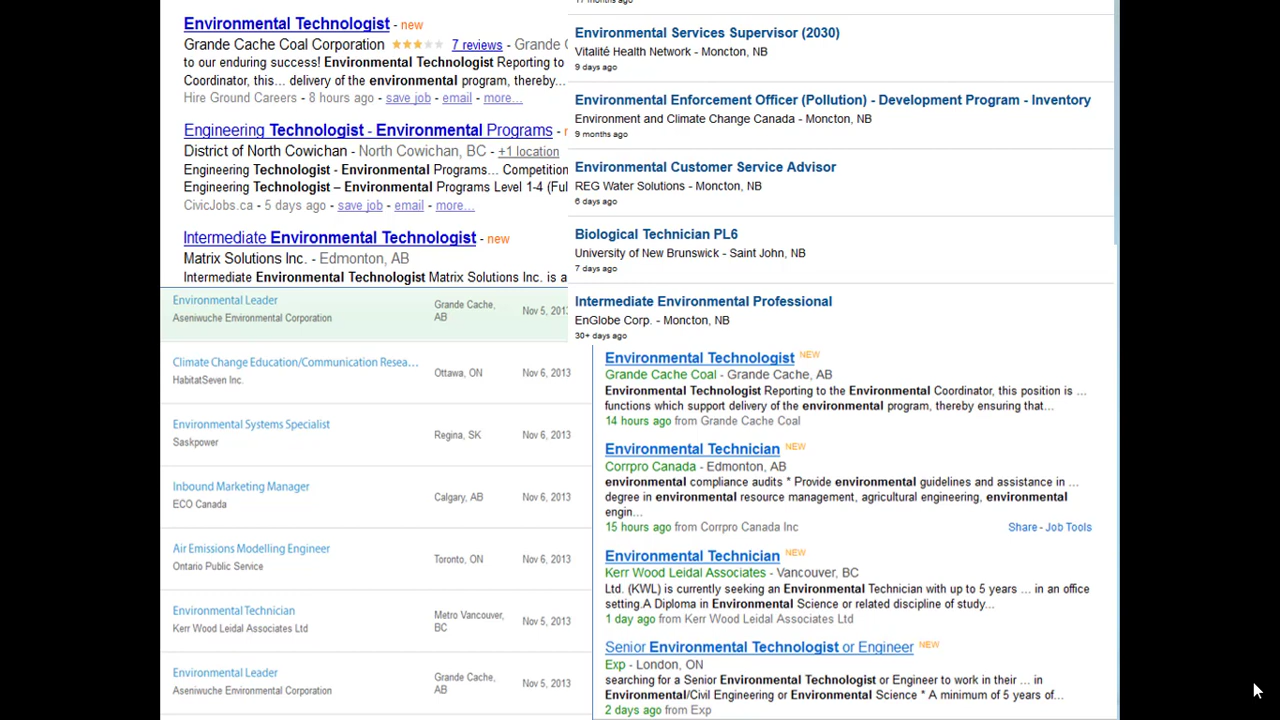 Environmental Technologist - new
Grande Cache Coal Corporation 7 reviews - Grande
to our enduring success! Environmental Technologist Reporting to
Coordinator, this... delivery of the environmental program, thereby...
Hire Ground Careers - 8 hours ago - save job - email - more...
Engineering Technologist - Environmental Programs -
District of North Cowichan - North Cowichan, BC - +1 location
Engineering Technologist - Environmental Programs... Competition
Engineering Technologist – Environmental Programs Level 1-4 (Ful
CivicJobs.ca - 5 days ago - save job - email - more...
Intermediate Environmental Technologist - new
Matrix Solutions Inc. - Edmonton, AB
Intermediate Environmental Technologist Matrix Solutions Inc. is a
Environmental Services Supervisor (2030)
Vitalité Health Network - Moncton, NB
9 days ago
Environmental Enforcement Officer (Pollution) - Development Program - Inventory
Environment and Climate Change Canada - Moncton, NB
9 months ago
Environmental Customer Service Advisor
REG Water Solutions - Moncton, NB
6 days ago
Biological Technician PL6
University of New Brunswick - Saint John, NB
7 days ago
Intermediate Environmental Professional
EnGlobe Corp. - Moncton, NB
30+ days ago
Environmental Leader
Aseniwuche Environmental Corporation
Grande Cache,
AB
Nov 5, 2013
Climate Change Education/Communication Resea...
HabitatSeven Inc.
Ottawa, ON
Nov 6, 2013
Environmental Systems Specialist
Saskpower
Regina, SK
Nov 6, 2013
Inbound Marketing Manager
ECO Canada
Calgary, AB
Nov 6, 2013
Air Emissions Modelling Engineer
Ontario Public Service
Toronto, ON
Nov 6, 2013
Environmental Technician
Kerr Wood Leidal Associates Ltd
Metro Vancouver,
BC
Nov 5, 2013
Environmental Leader
Aseniwuche Environmental Corporation
Grande Cache,
AB
Nov 5, 2013
Environmental Technologist NEW
Grande Cache Coal - Grande Cache, AB
Environmental Technologist Reporting to the Environmental Coordinator, this position is ...
functions which support delivery of the environmental program, thereby ensuring that...
14 hours ago from Grande Cache Coal
Environmental Technician NEW
Corrpro Canada - Edmonton, AB
environmental compliance audits * Provide environmental guidelines and assistance in ...
degree in environmental resource management, agricultural engineering, environmental
engin...
15 hours ago from Corrpro Canada Inc
Share - Job Tools
Environmental Technician NEW
Kerr Wood Leidal Associates - Vancouver, BC
Ltd. (KWL) is currently seeking an Environmental Technician with up to 5 years ... in an office
setting.A Diploma in Environmental Science or related discipline of study...
1 day ago from Kerr Wood Leidal Associates Ltd
Senior Environmental Technologist or Engineer NEW
Exp - London, ON
searching for a Senior Environmental Technologist or Engineer to work in their ... in
Environmental/Civil Engineering or Environmental Science * A minimum of 5 years of...
2 days ago from Exp